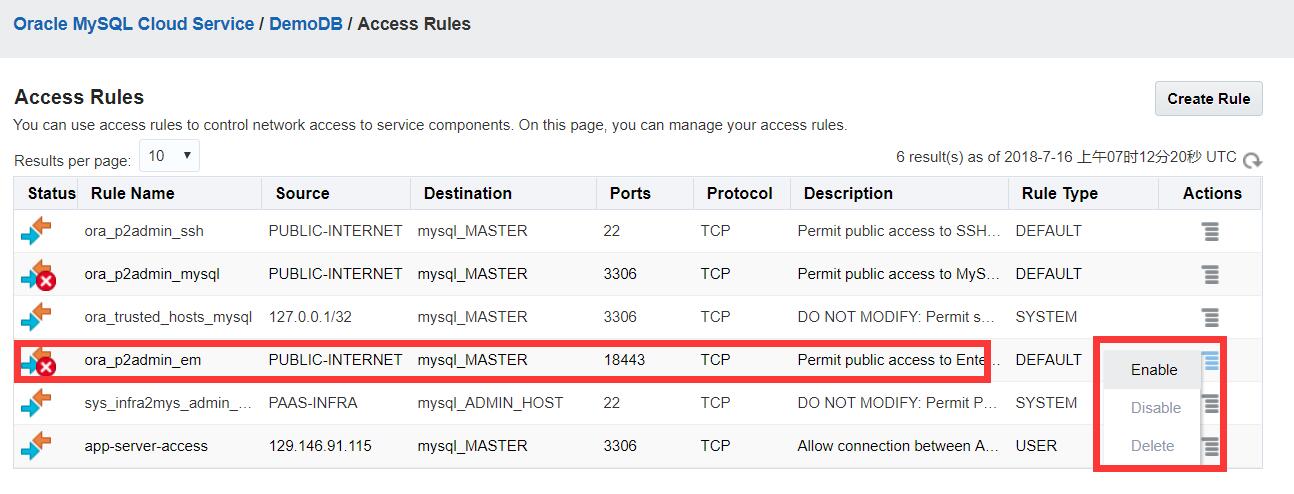 Oracle MySQL Cloud Service / DemoDB / Access Rules
Access Rules
Create Rule
You can use access rules to control network access to service components. On this page, you can manage your access rules.
Results per page: 10
6 result(s) as of 2018-7-16 上午07时12分20秒 UTC
Status Rule Name Source Destination Ports Protocol Description Rule Type Actions
ora_p2admin_ssh PUBLIC-INTERNET mysql_MASTER 22 TCP Permit public access to SSH... DEFAULT
ora_p2admin_mysql PUBLIC-INTERNET mysql_MASTER 3306 TCP Permit public access to MyS... DEFAULT
ora_trusted_hosts_mysql 127.0.0.1/32 mysql_MASTER 3306 TCP DO NOT MODIFY: Permit s... SYSTEM
ora_p2admin_em PUBLIC-INTERNET mysql_MASTER 18443 TCP Permit public access to Ente... DEFAULT
Enable
sys_infra2mys_admin_... PAAS-INFRA mysql_ADMIN_HOST 22 TCP DO NOT MODIFY: Permit P... SYSTEM
Disable
app-server-access 129.146.91.115 mysql_MASTER 3306 TCP Allow connection between A... USER
Delete